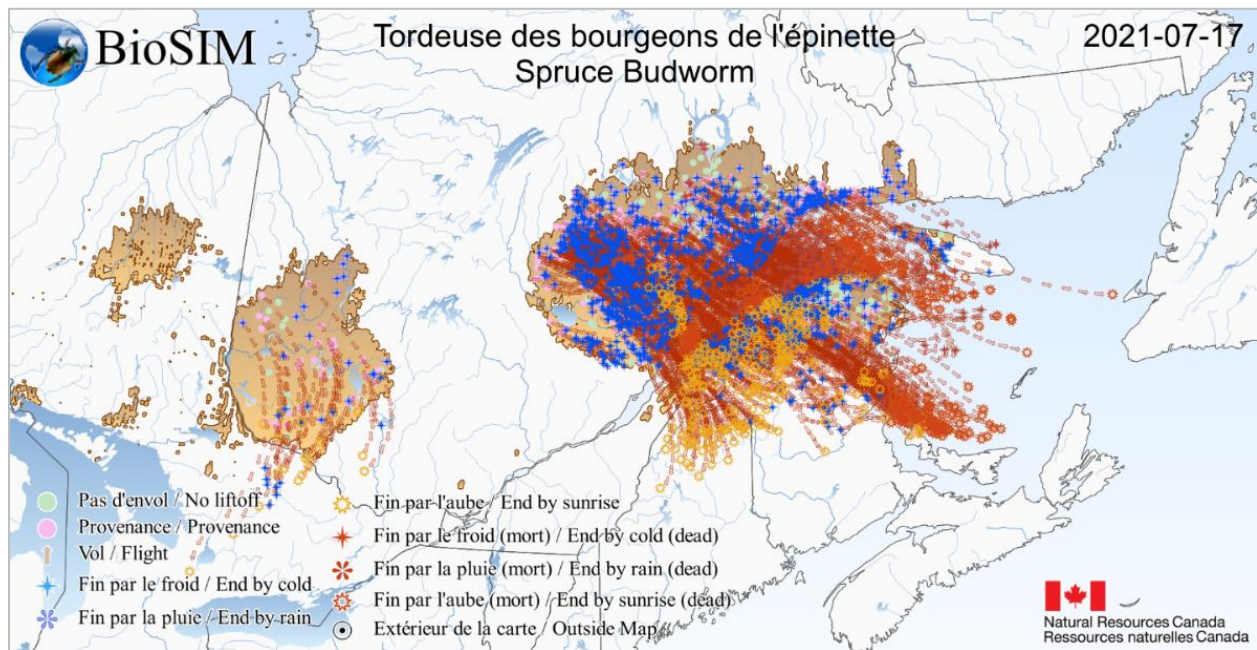 BioSIM
Tordeuse des bourgeons de l'épinette
Spruce Budworm
2021-07-17
Pas d'envol / No liftoff
Provenance / Provenance
Vol / Flight
Fin par le froid / End by cold
Fin par la pluie / End by rain
Fin par l'aube / End by sunrise
Fin par le froid (mort) / End by cold (dead)
Fin par la pluie (mort) / End by rain (dead)
Fin par l'aube (mort) / End by sunrise (dead)
Extérieur de la carte / Outside Map
Natural Resources Canada
Ressources naturelles Canada